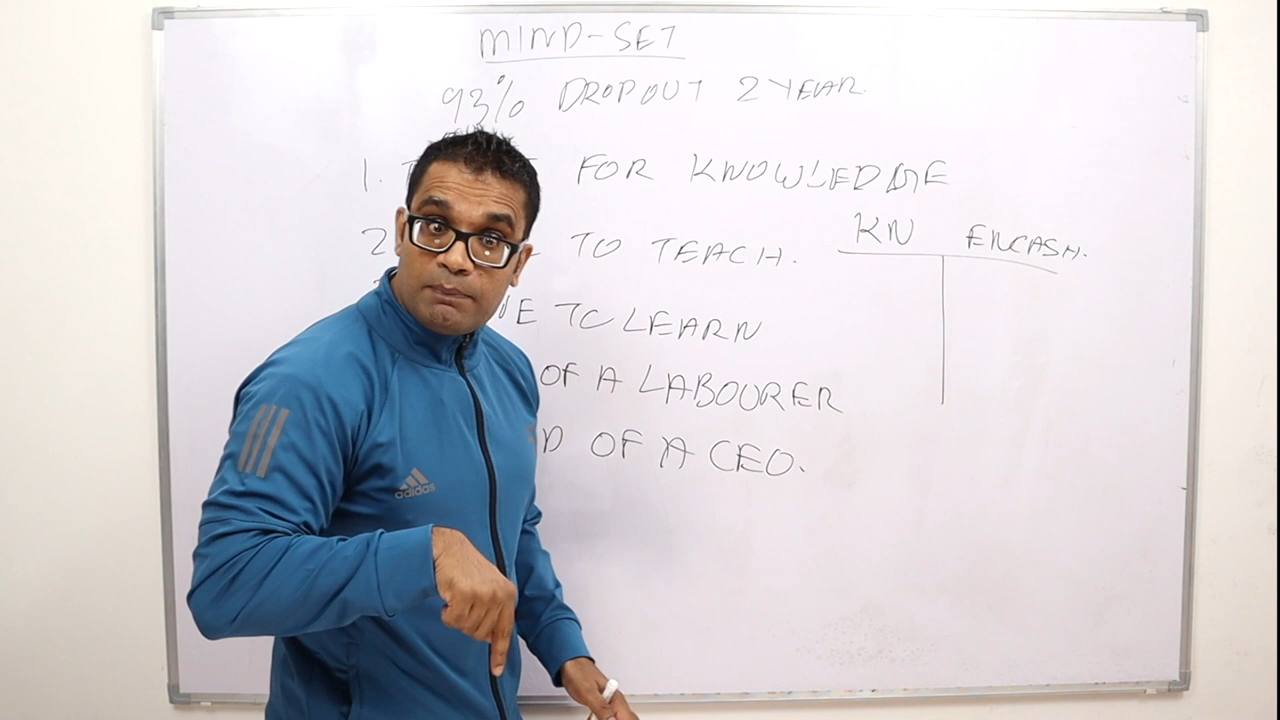 MIND-SET
93% DROPOUT 2 YEAR
1. FOR KNOWLEDGE
2 TO TEACH.
KN ENCASH.
TO LEARN
OF A LABOURER
OF A CEO.
adidas